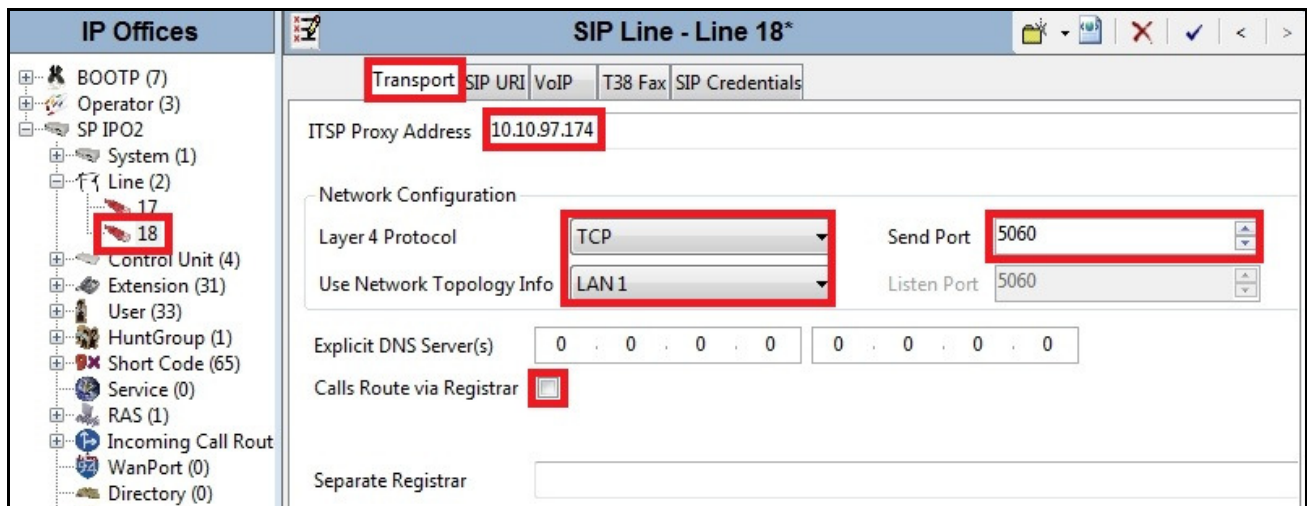 IP Offices
BOOTP (7)
Operator (3)
SP IPO2
System (1)
Line (2)
17
18
Control Unit (4)
Extension (31)
User (33)
HuntGroup (1)
Short Code (65)
Service (0)
RAS (1)
Incoming Call Rout
WanPort (0)
Directory (0)
SIP Line - Line 18*
Transport SIP URI VoIP T38 Fax SIP Credentials
ITSP Proxy Address 10.10.97.174
Network Configuration
Layer 4 Protocol TCP Send Port 5060
Use Network Topology Info LAN 1 Listen Port 5060
Explicit DNS Server(s) 0 . 0 . 0 . 0 0 . 0 . 0 . 0
Calls Route via Registrar
Separate Registrar